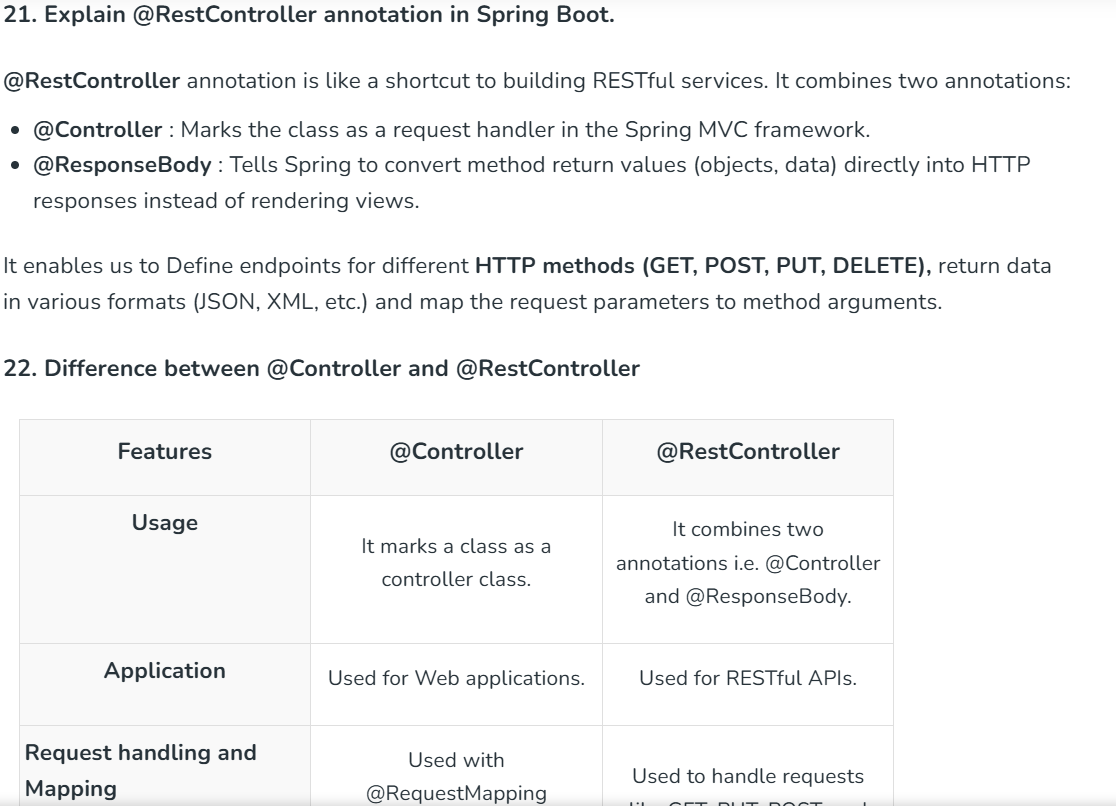 21. Explain @RestController annotation in Spring Boot.
@RestController annotation is like a shortcut to building RESTful services. It combines two annotations:
• @Controller : Marks the class as a request handler in the Spring MVC framework.
• @ResponseBody : Tells Spring to convert method return values (objects, data) directly into HTTP
responses instead of rendering views.
It enables us to Define endpoints for different HTTP methods (GET, POST, PUT, DELETE), return data
in various formats (JSON, XML, etc.) and map the request parameters to method arguments.
22. Difference between @Controller and @RestController
Features @Controller @RestController
Usage
It marks a class as a
controller class.
It combines two
annotations i.e. @Controller
and @ResponseBody.
Application
Used for Web applications.
Used for RESTful APIs.
Request handling and
Mapping
Used with
@RequestMapping
Used to handle requests
like GET, PUT, POST, and